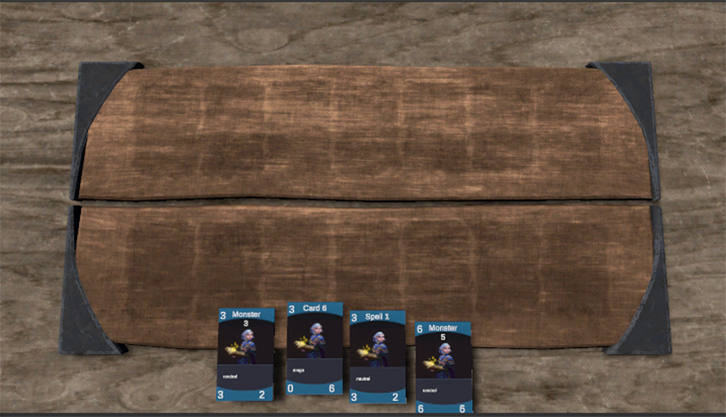 3 Monster
3
neutral
3 2
3 Card 6
mage
0 6
3 Spell 1
neutral
3 2
6 Monster
5
neutral
6 6